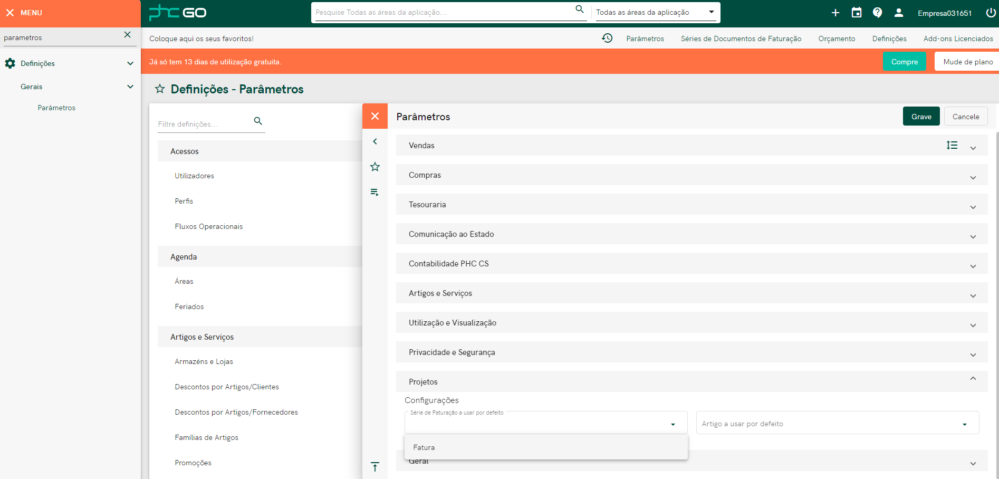 MENU
phc GO
Pesquise Todas as áreas da aplicação...
Todas as áreas da aplicação
Empresa031651
parametros
Coloque aqui os seus favoritos!
Parâmetros
Séries de Documentos de Faturação
Orçamento
Definições
Add-ons Licenciados
Definições
Gerais
Parâmetros
Já só tem 13 dias de utilização gratuita.
Compre
Mude de plano
Definições - Parâmetros
Filtre definições...
Acessos
Utilizadores
Perfis
Fluxos Operacionais
Agenda
Áreas
Feriados
Artigos e Serviços
Armazéns e Lojas
Descontos por Artigos/Clientes
Descontos por Artigos/Fornecedores
Famílias de Artigos
Promoções
Parâmetros
Grave
Cancele
Vendas
Compras
Tesouraria
Comunicação ao Estado
Contabilidade PHC CS
Artigos e Serviços
Utilização e Visualização
Privacidade e Segurança
Projetos
Configurações
Série de Faturação a usar por defeito
Artigo a usar por defeito
Fatura
Geral